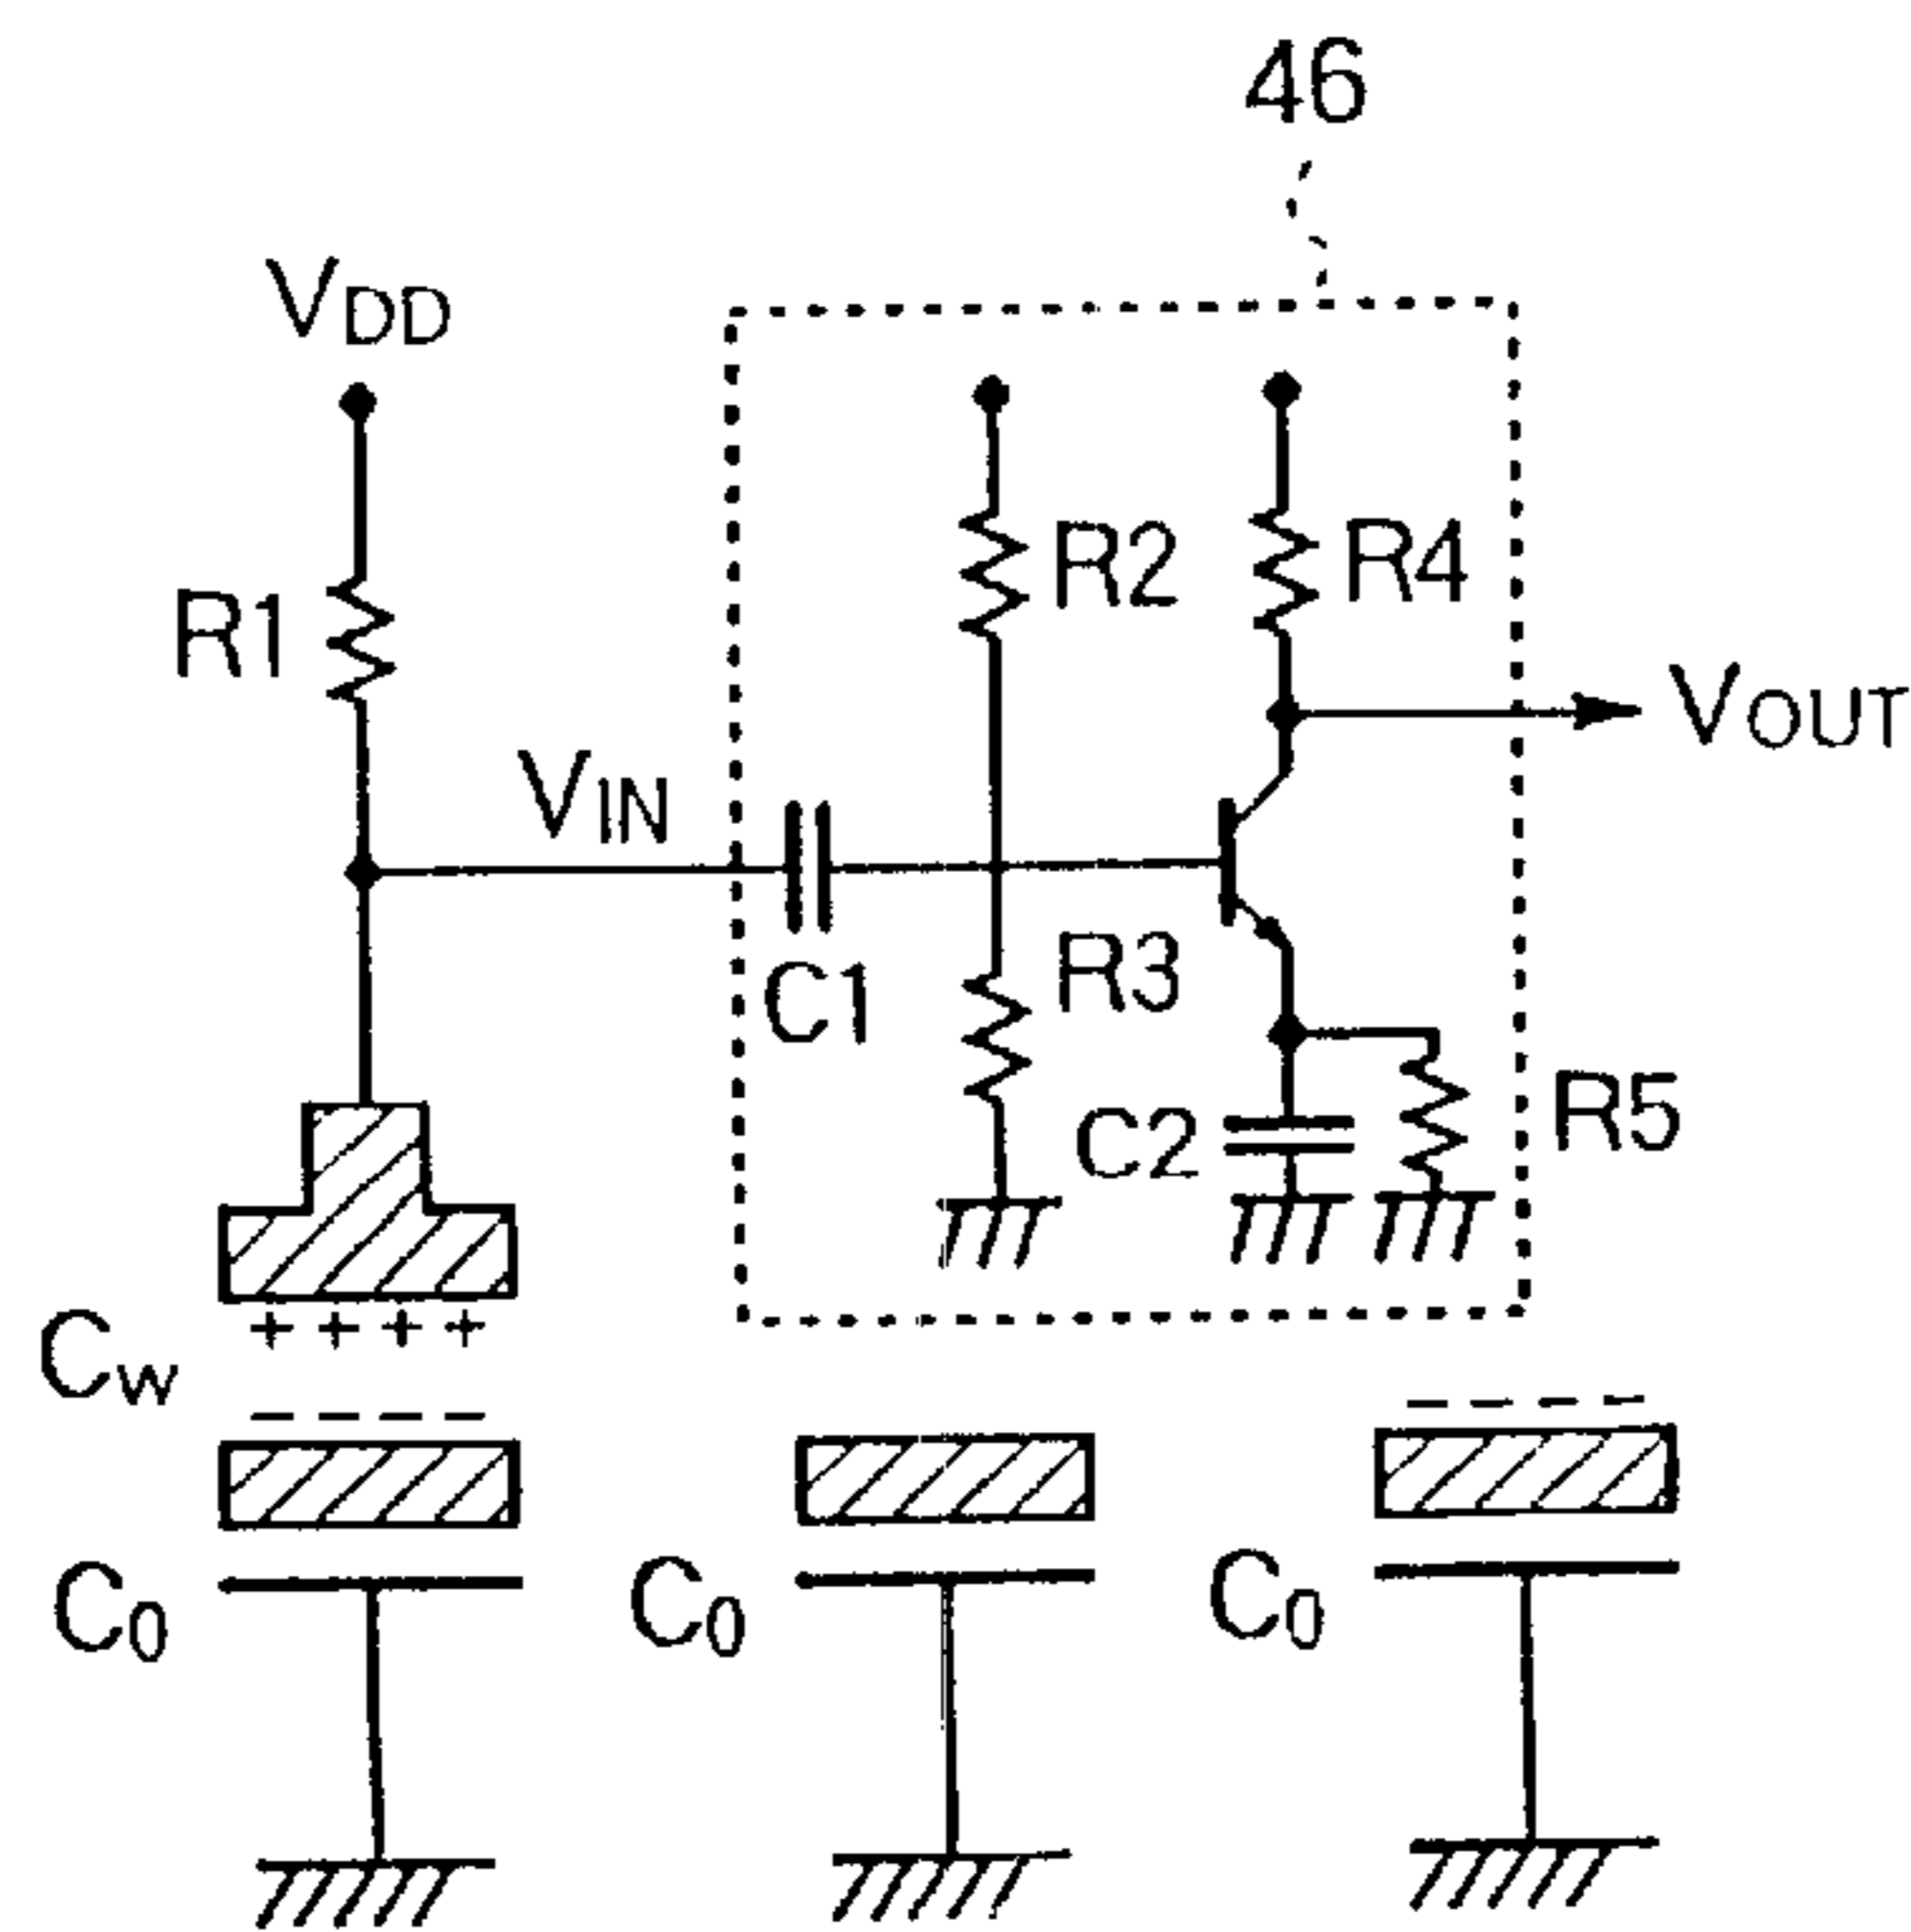 46
VDD
R2
R4
R1
VOUT
VIN
R3
C1
R5
C2
+ + + +
Cw
− − − −
− − − −
C0
C0
C0